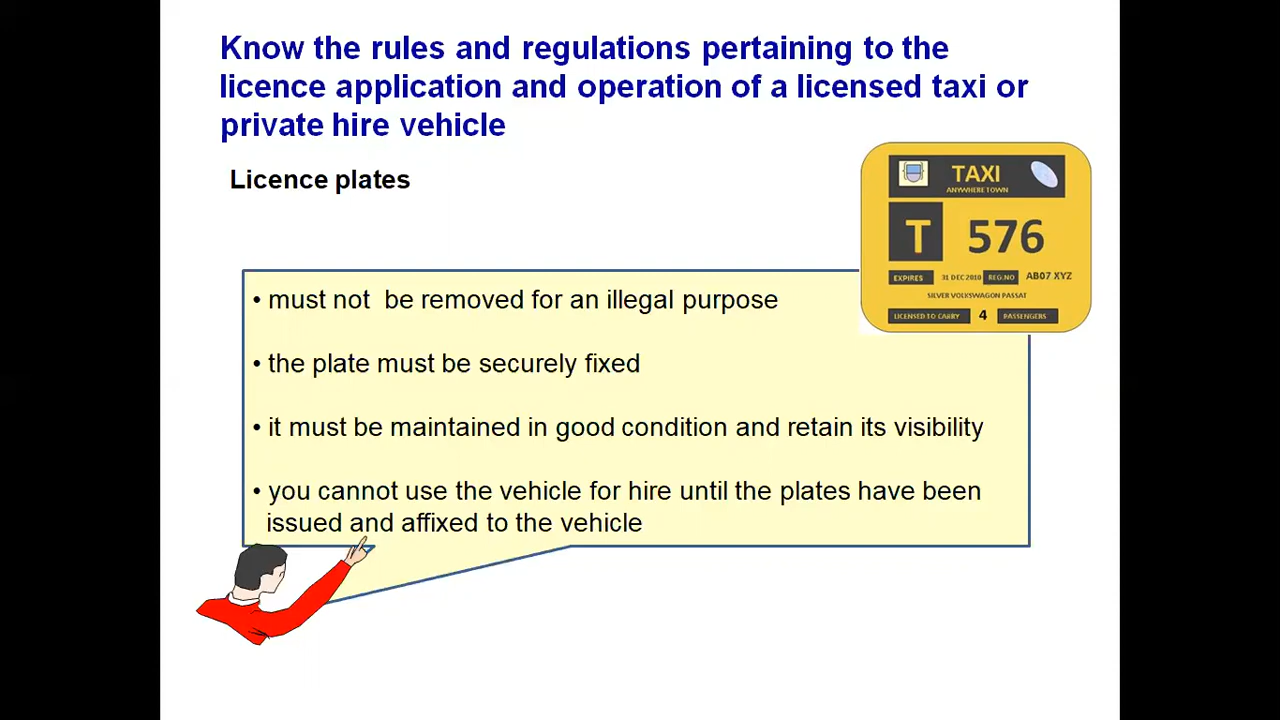 Know the rules and regulations pertaining to the
licence application and operation of a licensed taxi or
private hire vehicle
Licence plates
TAXI
ANYWHERE TOWN
T 576
EXPIRES 31 DEC 2010 REG.NO AB07 XYZ
SILVER VOLKSWAGON PASSAT
LICENSED TO CARRY 4 PASSENGERS
• must not be removed for an illegal purpose
• the plate must be securely fixed
• it must be maintained in good condition and retain its visibility
• you cannot use the vehicle for hire until the plates have been
issued and affixed to the vehicle